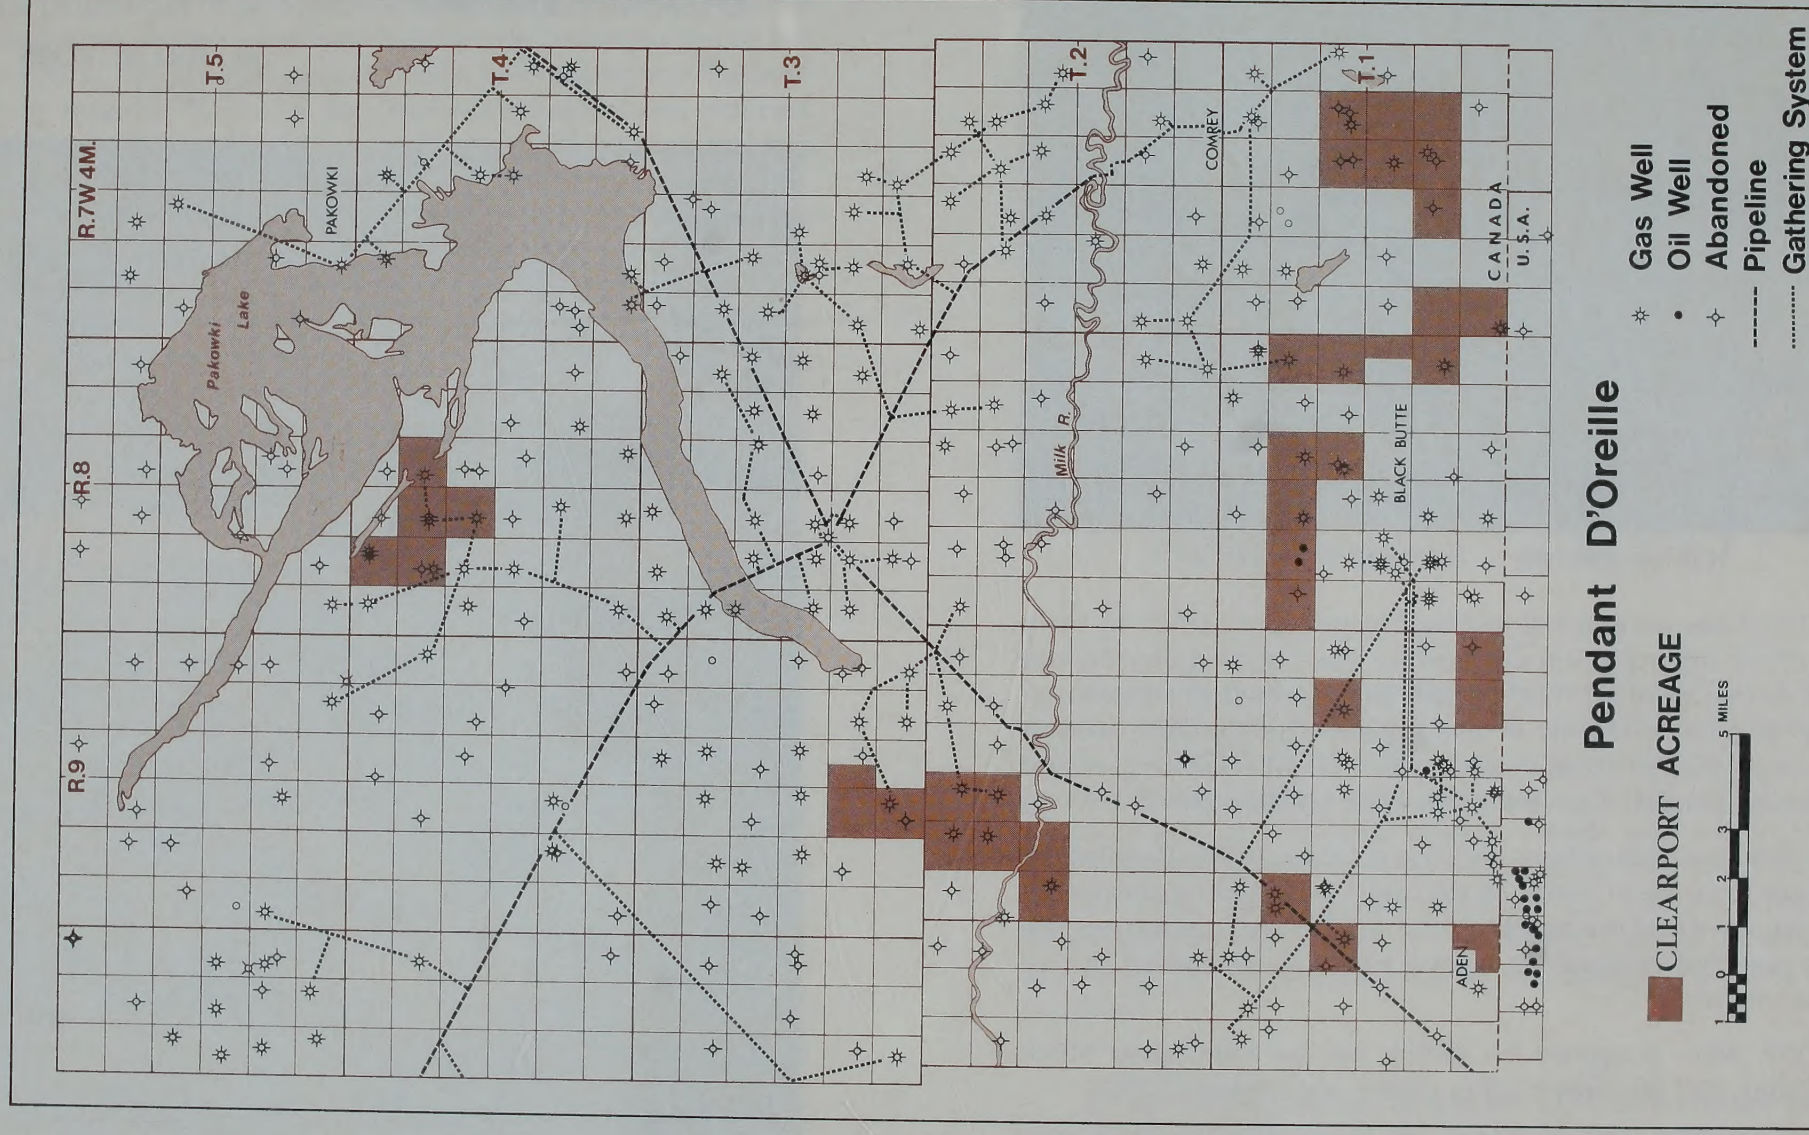 R.9
R.8
R.7W 4M.
T.5
T.4
T.3
T.2
T.1
Pakowki
Lake
PAKOWKI
COMREY
Milk R.
BLACK BUTTE
ADEN
CANADA
U.S.A.
Pendant D'Oreille
CLEARPORT ACREAGE
1 0 1 2 3 5 MILES
Gas Well
Oil Well
Abandoned
Pipeline
Gathering System